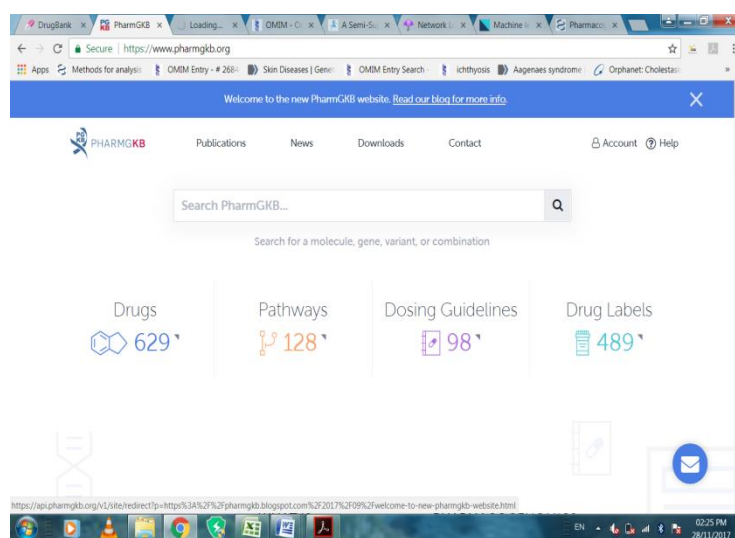 DrugBank PharmGKB Loading... OMIM - C A Semi-Su Network L Machine le Pharmaco
Secure | https://www.pharmgkb.org
Apps Methods for analysis OMIM Entry - # 2684 Skin Diseases | Gene OMIM Entry Search - ichthyosis Aagenaes syndrome Orphanet: Cholestasi »
Welcome to the new PharmGKB website. Read our blog for more info. X
PHARMGKB Publications News Downloads Contact Account Help
Search PharmGKB...
Search for a molecule, gene, variant, or combination
Drugs Pathways Dosing Guidelines Drug Labels
629 128 98 489
https://api.pharmgkb.org/v1/site/redirect?p=https%3A%2F%2Fpharmgkb.blogspot.com%2F2017%2F09%2Fwelcome-to-new-pharmgkb-website.html
EN 02:25 PM
28/11/2017